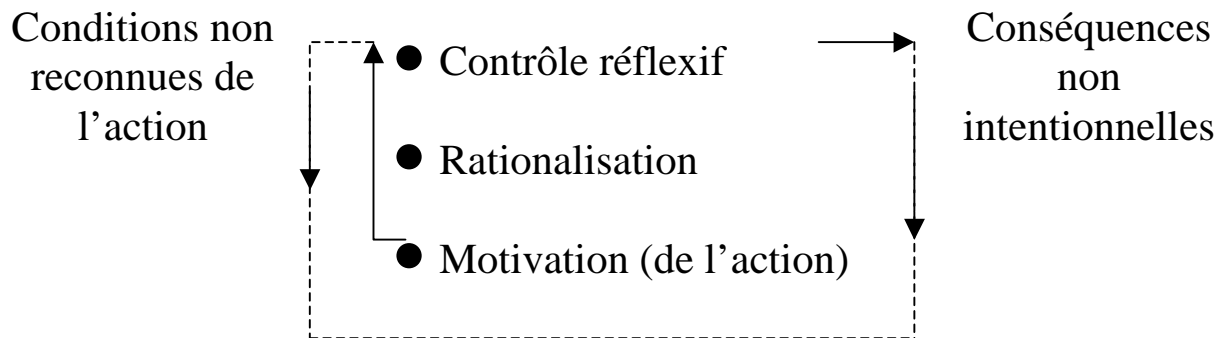 Conditions non
reconnues de
l’action
● Contrôle réflexif
● Rationalisation
● Motivation (de l’action)
Conséquences
non
intentionnelles